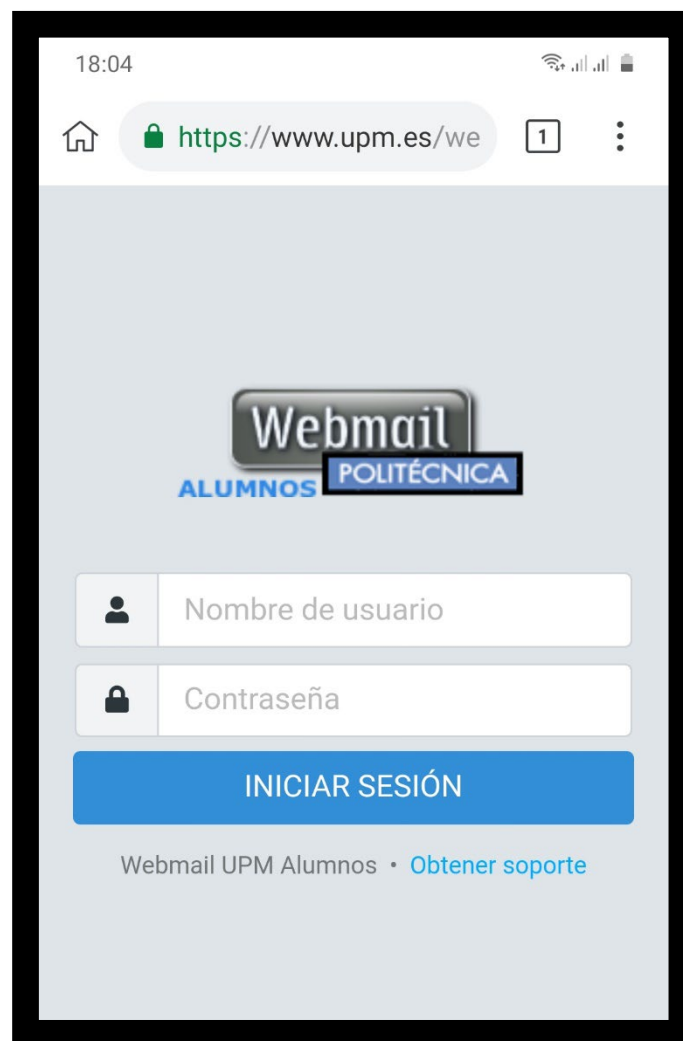 18:04
https://www.upm.es/we
1
Webmail
POLITÉCNICA
ALUMNOS
Nombre de usuario
Contraseña
INICIAR SESIÓN
Webmail UPM Alumnos • Obtener soporte